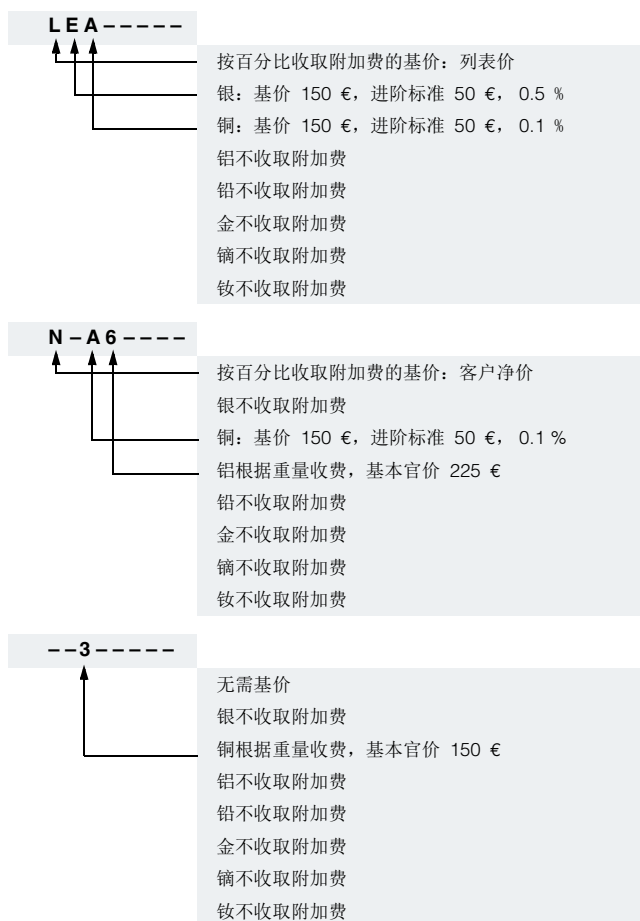 L E A – – – – –
按百分比收取附加费的基价：列表价
银：基价 150 €，进阶标准 50 €， 0.5 %
铜：基价 150 €，进阶标准 50 €， 0.1 %
铝不收取附加费
铅不收取附加费
金不收取附加费
镝不收取附加费
钕不收取附加费
N – A 6 – – – –
按百分比收取附加费的基价：客户净价
银不收取附加费
铜：基价 150 €，进阶标准 50 €， 0.1 %
铝根据重量收费，基本官价 225 €
铅不收取附加费
金不收取附加费
镝不收取附加费
钕不收取附加费
– – 3 – – – – –
无需基价
银不收取附加费
铜根据重量收费，基本官价 150 €
铝不收取附加费
铅不收取附加费
金不收取附加费
镝不收取附加费
钕不收取附加费